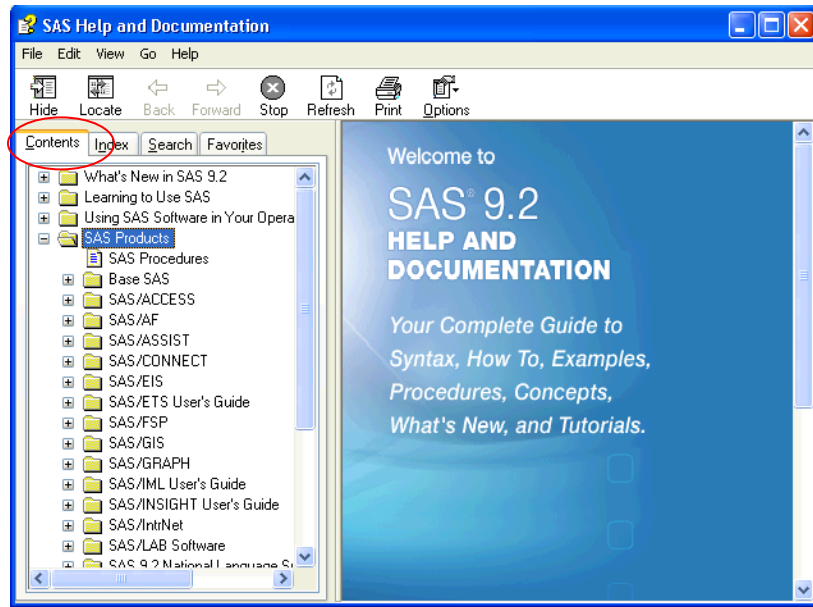 SAS Help and Documentation
File Edit View Go Help
Hide Locate Back Forward Stop Refresh Print Options
Contents Index Search Favorites
What's New in SAS 9.2
Learning to Use SAS
Using SAS Software in Your Opera
SAS Products
SAS Procedures
Base SAS
SAS/ACCESS
SAS/AF
SAS/ASSIST
SAS/CONNECT
SAS/EIS
SAS/ETS User's Guide
SAS/FSP
SAS/GIS
SAS/GRAPH
SAS/IML User's Guide
SAS/INSIGHT User's Guide
SAS/IntrNet
SAS/LAB Software
SAS 9.2 National Language S
Welcome to
SAS® 9.2
HELP AND
DOCUMENTATION
Your Complete Guide to
Syntax, How To, Examples,
Procedures, Concepts,
What's New, and Tutorials.